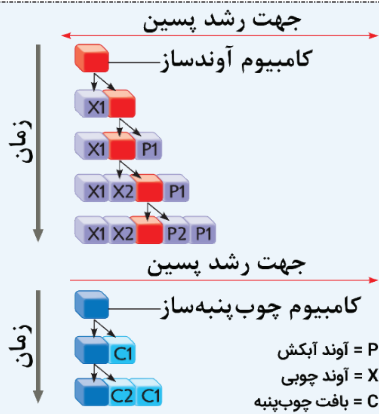 جهت رشد پسین
کامبیوم آوندساز
زمان
X1
X1 P1
X1 X2 P1
X1 X2 P2 P1
جهت رشد پسین
کامبیوم چوب‌پنبه‌ساز
زمان
C1
C2 C1
P = آوند آبکش
X = آوند چوبی
C = بافت چوب‌پنبه